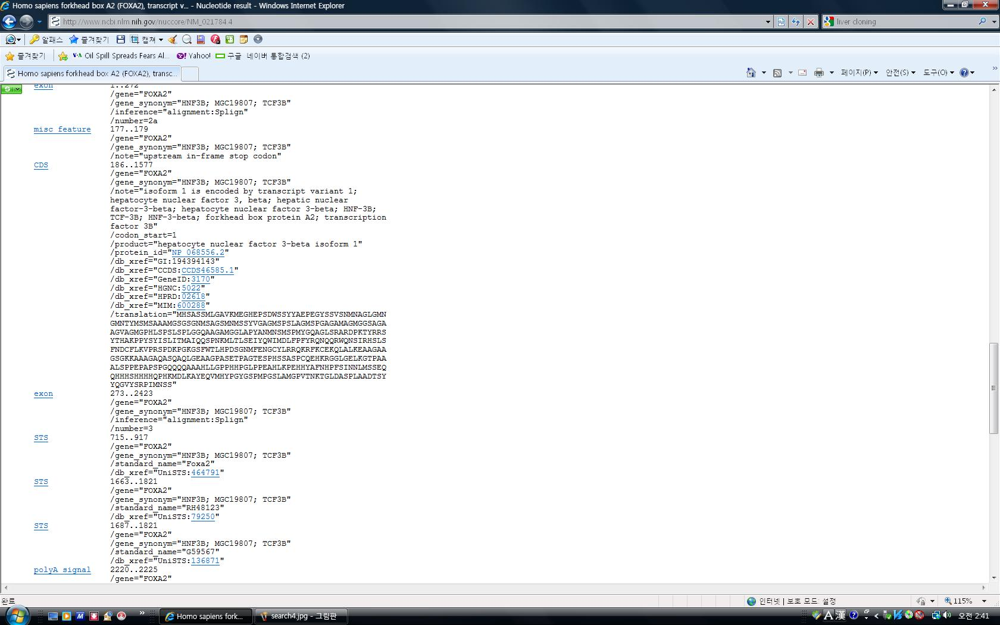 Homo sapiens forkhead box A2 (FOXA2), transcript v... - Nucleotide result - Windows Internet Explorer
http://www.ncbi.nlm.nih.gov/nuccore/NM_021784.4
liver cloning
알패스 즐겨찾기 캡쳐
즐겨찾기 Oil Spill Spreads Fears Al... Yahoo! 구글 네이버 통합검색 (2)
Homo sapiens forkhead box A2 (FOXA2), transc...
페이지(P) 안전(S) 도구(O)
exon 1..272
/gene="FOXA2"
/gene_synonym="HNF3B; MGC19807; TCF3B"
/inference="alignment:Splign"
/number=2a
misc_feature 177..179
/gene="FOXA2"
/gene_synonym="HNF3B; MGC19807; TCF3B"
/note="upstream in-frame stop codon"
CDS 186..1577
/gene="FOXA2"
/gene_synonym="HNF3B; MGC19807; TCF3B"
/note="isoform 1 is encoded by transcript variant 1;
hepatocyte nuclear factor 3, beta; hepatic nuclear
factor-3-beta; hepatocyte nuclear factor 3-beta; HNF-3B;
TCF-3B; HNF-3-beta; forkhead box protein A2; transcription
factor 3B"
/codon_start=1
/product="hepatocyte nuclear factor 3-beta isoform 1"
/protein_id="NP_068556.2"
/db_xref="GI:194394143"
/db_xref="CCDS:CCDS46585.1"
/db_xref="GeneID:3170"
/db_xref="HGNC:5022"
/db_xref="HPRD:02618"
/db_xref="MIM:600288"
/translation="MHSASSMLGAVKMEGHEPSDWSSYYAEPEGYSSVSNMNAGLGMN
GMNTYMSMSAAAMGSGSGNMSAGSMNMSSYVGAGMSPSLAGMSPGAGAMAGMGGSAGA
AGVAGMGPHLSPSLSPLGGQAAGAMGGLAPYANMNSMSPMYGQAGLSRARDPKTYRRS
YTHAKPPYSYISLITMAIQQSPNKMLTLSEIYQWIMDLFPFYRQNQQRWQNSIRHSLS
FNDCFLKVPRSPDKPGKGSFWTLHPDSGNMFENGCYLRRQKRFKCEKQLALKEAAGAA
GSGKKAAAGAQASQAQLGEAAGPASETPAGTESPHSSASPCQEHKRGGLGELKGTPAA
ALSPPEPAPSPGQQQQAAAHLLGPPHHPGLPPEAHLKPEHHYAFNHPFSINNLMSSEQ
QHHHSHHHHQPHKMDLKAYEQVMHYPGYGSPMPGSLAMGPVTNKTGLDASPLAADTSY
YQGVYSRPIMNSS"
exon 273..2423
/gene="FOXA2"
/gene_synonym="HNF3B; MGC19807; TCF3B"
/inference="alignment:Splign"
/number=3
STS 715..917
/gene="FOXA2"
/gene_synonym="HNF3B; MGC19807; TCF3B"
/standard_name="Foxa2"
/db_xref="UniSTS:464791"
STS 1663..1821
/gene="FOXA2"
/gene_synonym="HNF3B; MGC19807; TCF3B"
/standard_name="RH48123"
/db_xref="UniSTS:79250"
STS 1687..1821
/gene="FOXA2"
/gene_synonym="HNF3B; MGC19807; TCF3B"
/standard_name="G59567"
/db_xref="UniSTS:136871"
polyA_signal 2220..2225
/gene="FOXA2"
완료 인터넷 | 보호 모드: 설정 115%
Homo sapiens fork... search4.jpg - 그림판 A 漢 오전 2:41